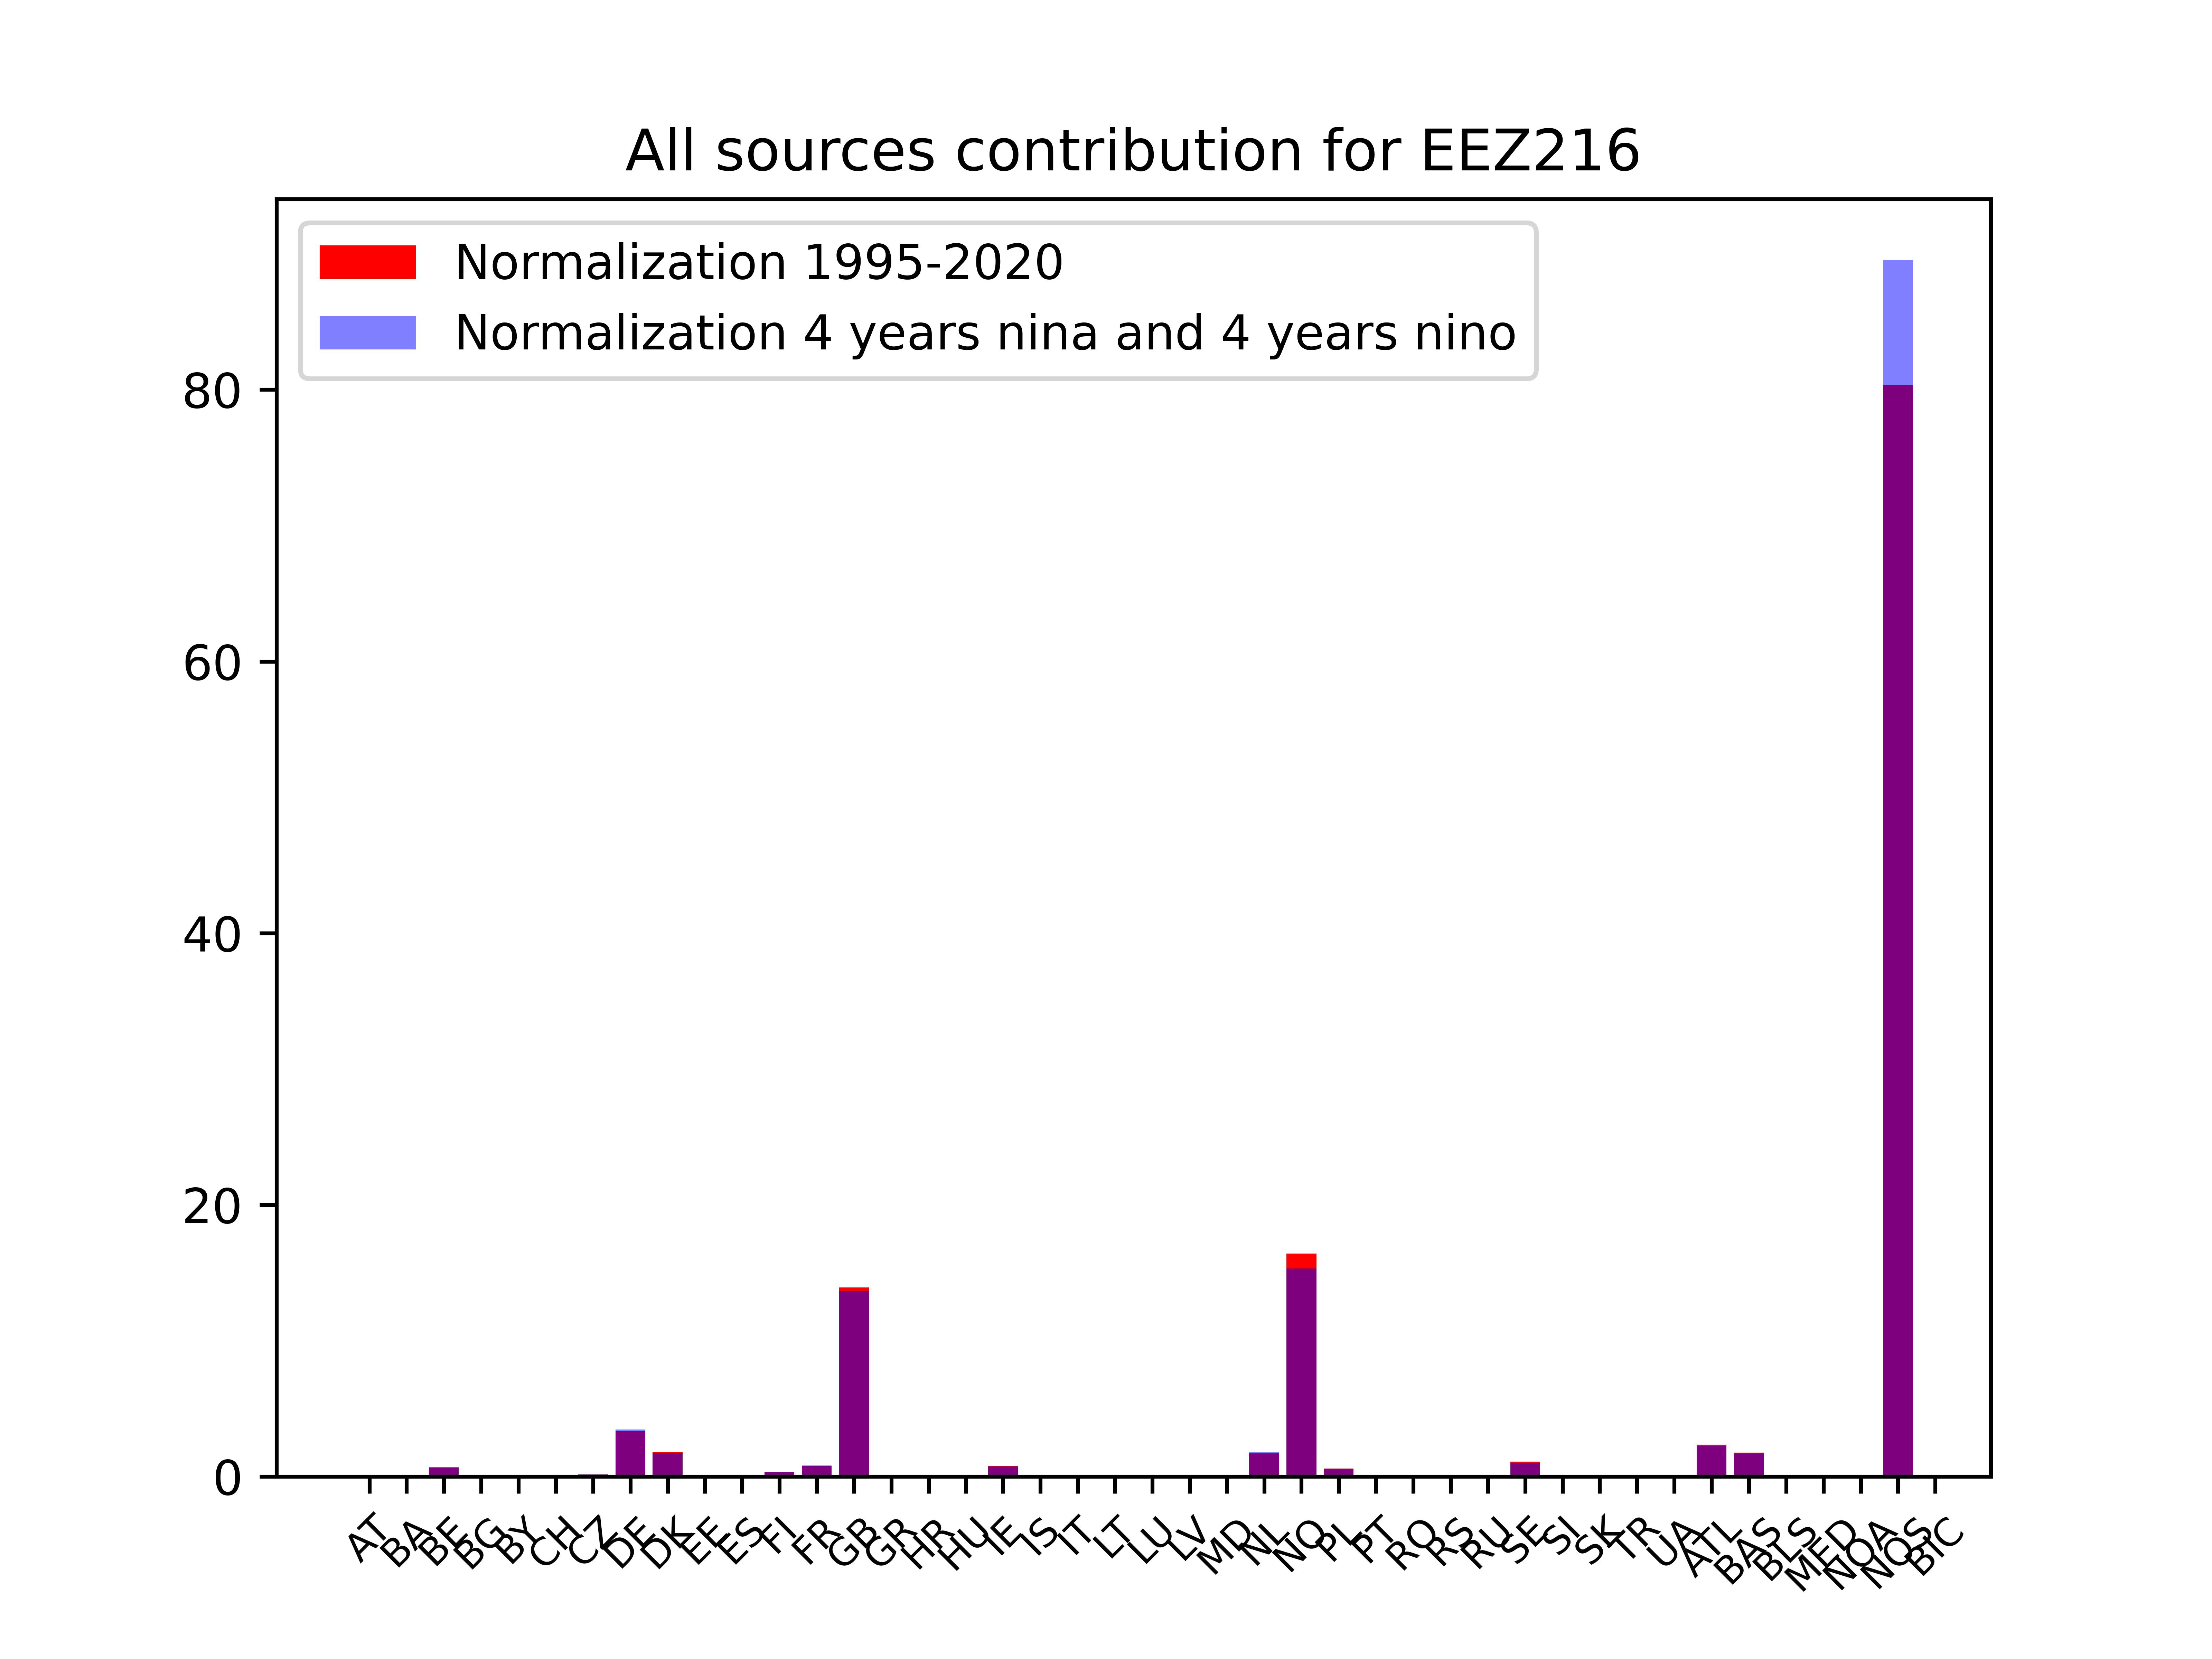 All sources contribution for EEZ216
Normalization 1995-2020
Normalization 4 years nina and 4 years nino
80
60
40
20
0
AT BA BE BG BY CH CZ DE DK EE ES FI FR GB GR HR HU IE IS IT LT LU LV MD NL NO PL PT RO RS RU SE SI SK TR UA ATL BAS BLS MED NOA NOS BIC